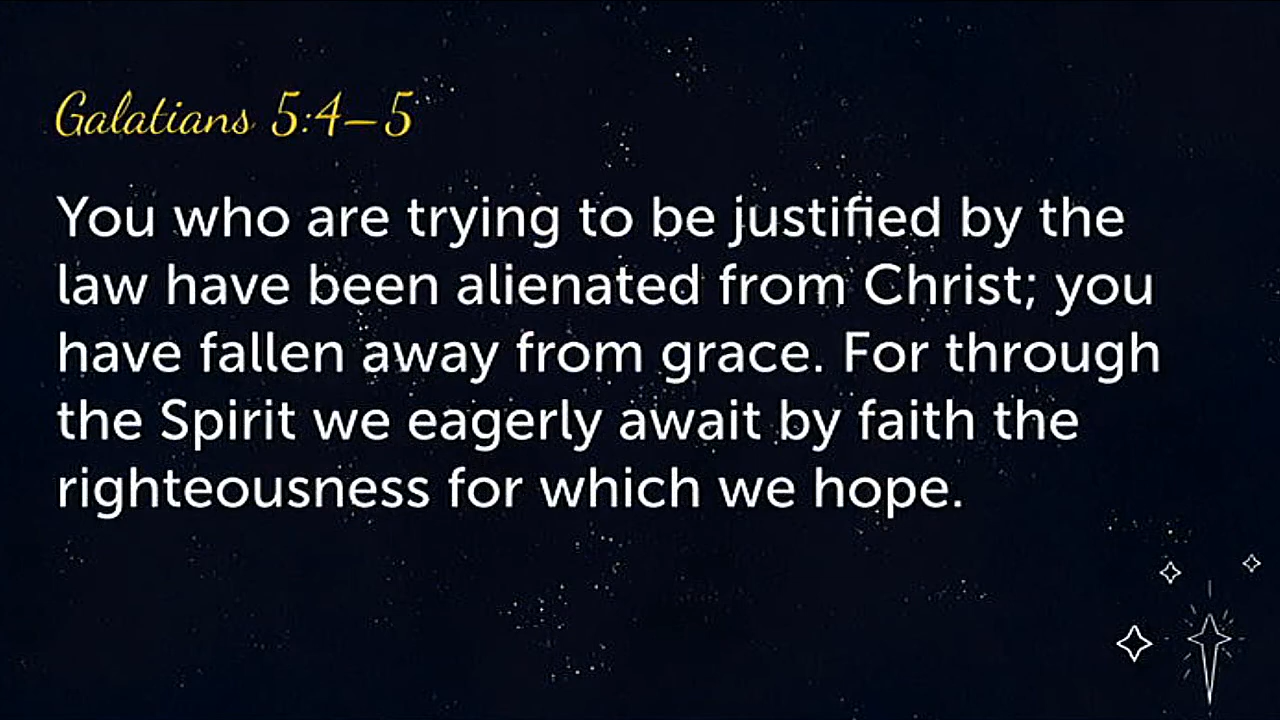 Galatians 5:4–5
You who are trying to be justified by the
law have been alienated from Christ; you
have fallen away from grace. For through
the Spirit we eagerly await by faith the
righteousness for which we hope.